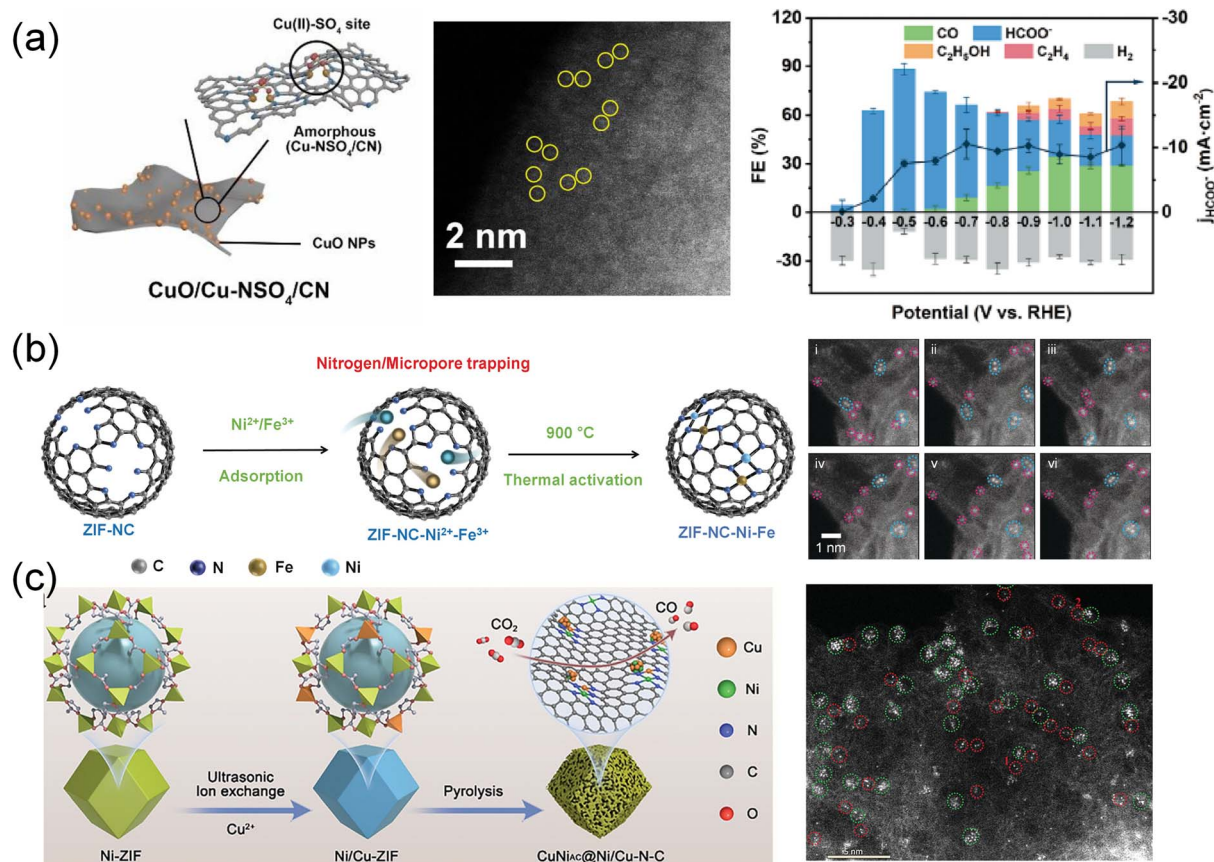 (a)
Cu(II)-SO₄ site
Amorphous
(Cu-NSO₄/CN)
CuO NPs
CuO/Cu-NSO₄/CN
2 nm
CO
HCOO⁻
C₂H₅OH
C₂H₄
H₂
120
90
60
30
0
-30
FE (%)
-0.3 -0.4 -0.5 -0.6 -0.7 -0.8 -0.9 -1.0 -1.1 -1.2
Potential (V vs. RHE)
-30
-20
-10
0
j HCOO⁻ (mA·cm⁻²)
(b)
Nitrogen/Micropore trapping
Ni²⁺/Fe³⁺
Adsorption
900 °C
Thermal activation
ZIF-NC
ZIF-NC-Ni²⁺-Fe³⁺
ZIF-NC-Ni-Fe
C N Fe Ni
i
ii
iii
iv
v
vi
1 nm
(c)
CO₂
CO
Cu
Ni
N
C
O
Ultrasonic
Ion exchange
Cu²⁺
Pyrolysis
Ni-ZIF
Ni/Cu-ZIF
CuNiAC@Ni/Cu-N-C
5 nm